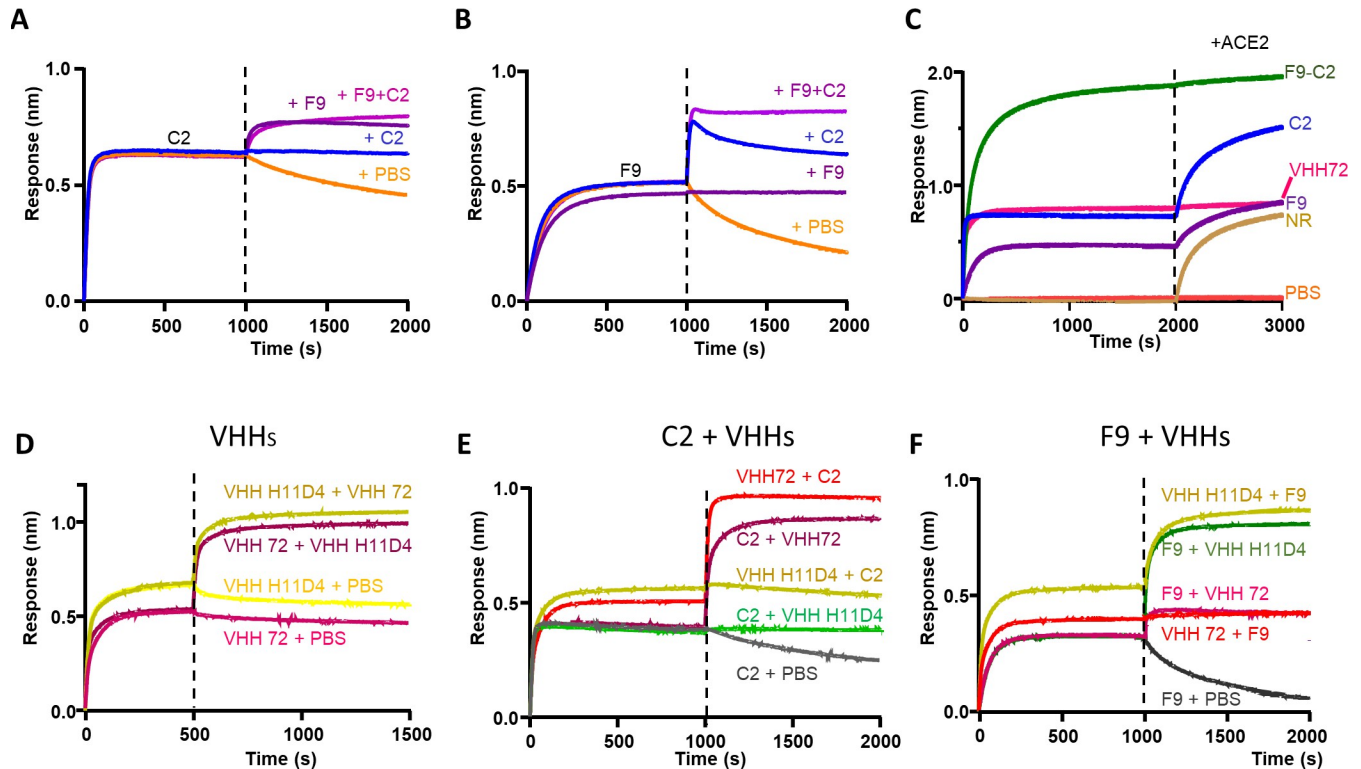 A
Response (nm)
1.0
0.5
0.0
C2
+ F9
+ F9+C2
+ C2
+ PBS
0 500 1000 1500 2000
Time (s)
B
Response (nm)
1.0
0.5
0.0
F9
+ F9+C2
+ C2
+ F9
+ PBS
0 500 1000 1500 2000
Time (s)
C
+ACE2
Response (nm)
2.0
1.0
0
F9-C2
C2
VHH72
F9
NR
PBS
0 1000 2000 3000
Time (s)
D
VHHs
Response (nm)
1.0
0.5
0.0
VHH H11D4 + VHH 72
VHH 72 + VHH H11D4
VHH H11D4 + PBS
VHH 72 + PBS
0 500 1000 1500
Time (s)
E
C2 + VHHs
Response (nm)
1.0
0.5
0.0
VHH72 + C2
C2 + VHH72
VHH H11D4 + C2
C2 + VHH H11D4
C2 + PBS
0 500 1000 1500 2000
Time (s)
F
F9 + VHHs
Response (nm)
1.0
0.5
0.0
VHH H11D4 + F9
F9 + VHH H11D4
F9 + VHH 72
VHH 72 + F9
F9 + PBS
0 500 1000 1500 2000
Time (s)